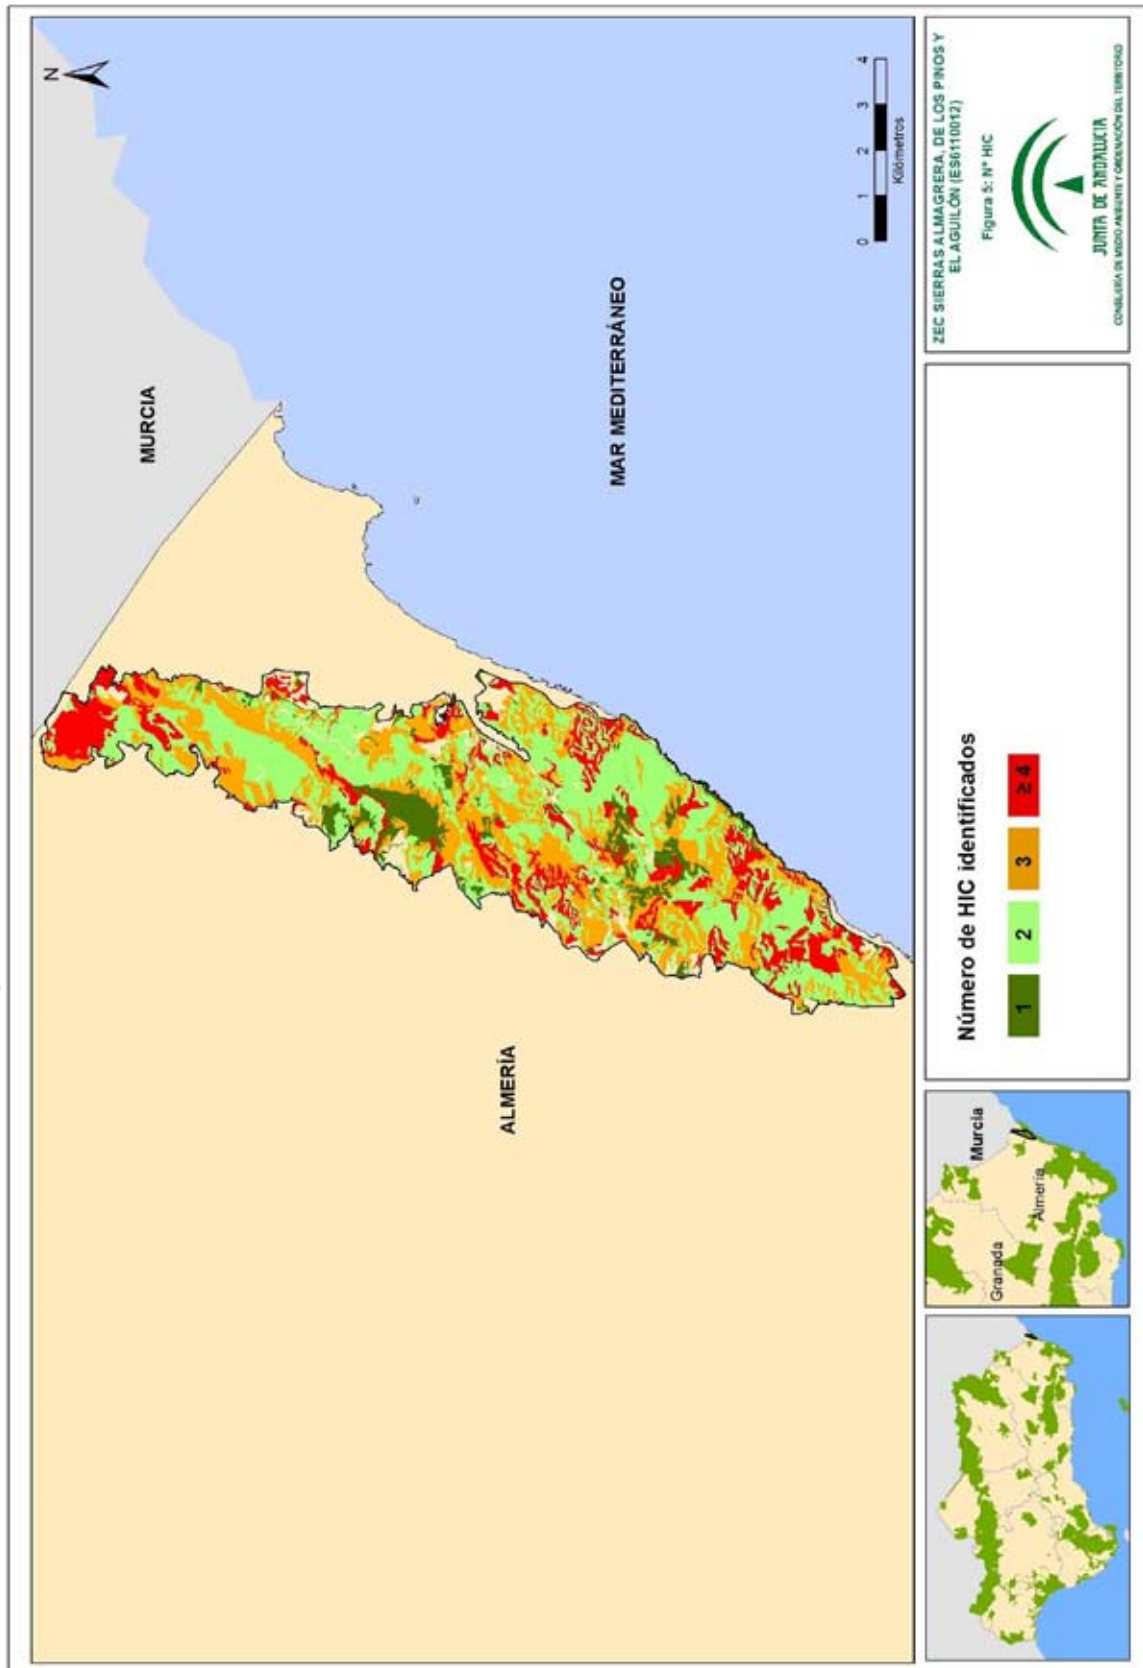 N
MURCIA
MAR MEDITERRÁNEO
ALMERÍA
0 1 2 3 4
Kilómetros
Granada
Almería
Murcia
Número de HIC identificados
1 2 3 ≥4
ZEC SIERRAS ALMAGRERA, DE LOS PINOS Y
EL AGUILÓN (ES6110012)
Figura 5: Nº HIC
JUNTA DE ANDALUCIA
CONSEJERÍA DE MEDIO AMBIENTE Y ORDENACIÓN DEL TERRITORIO